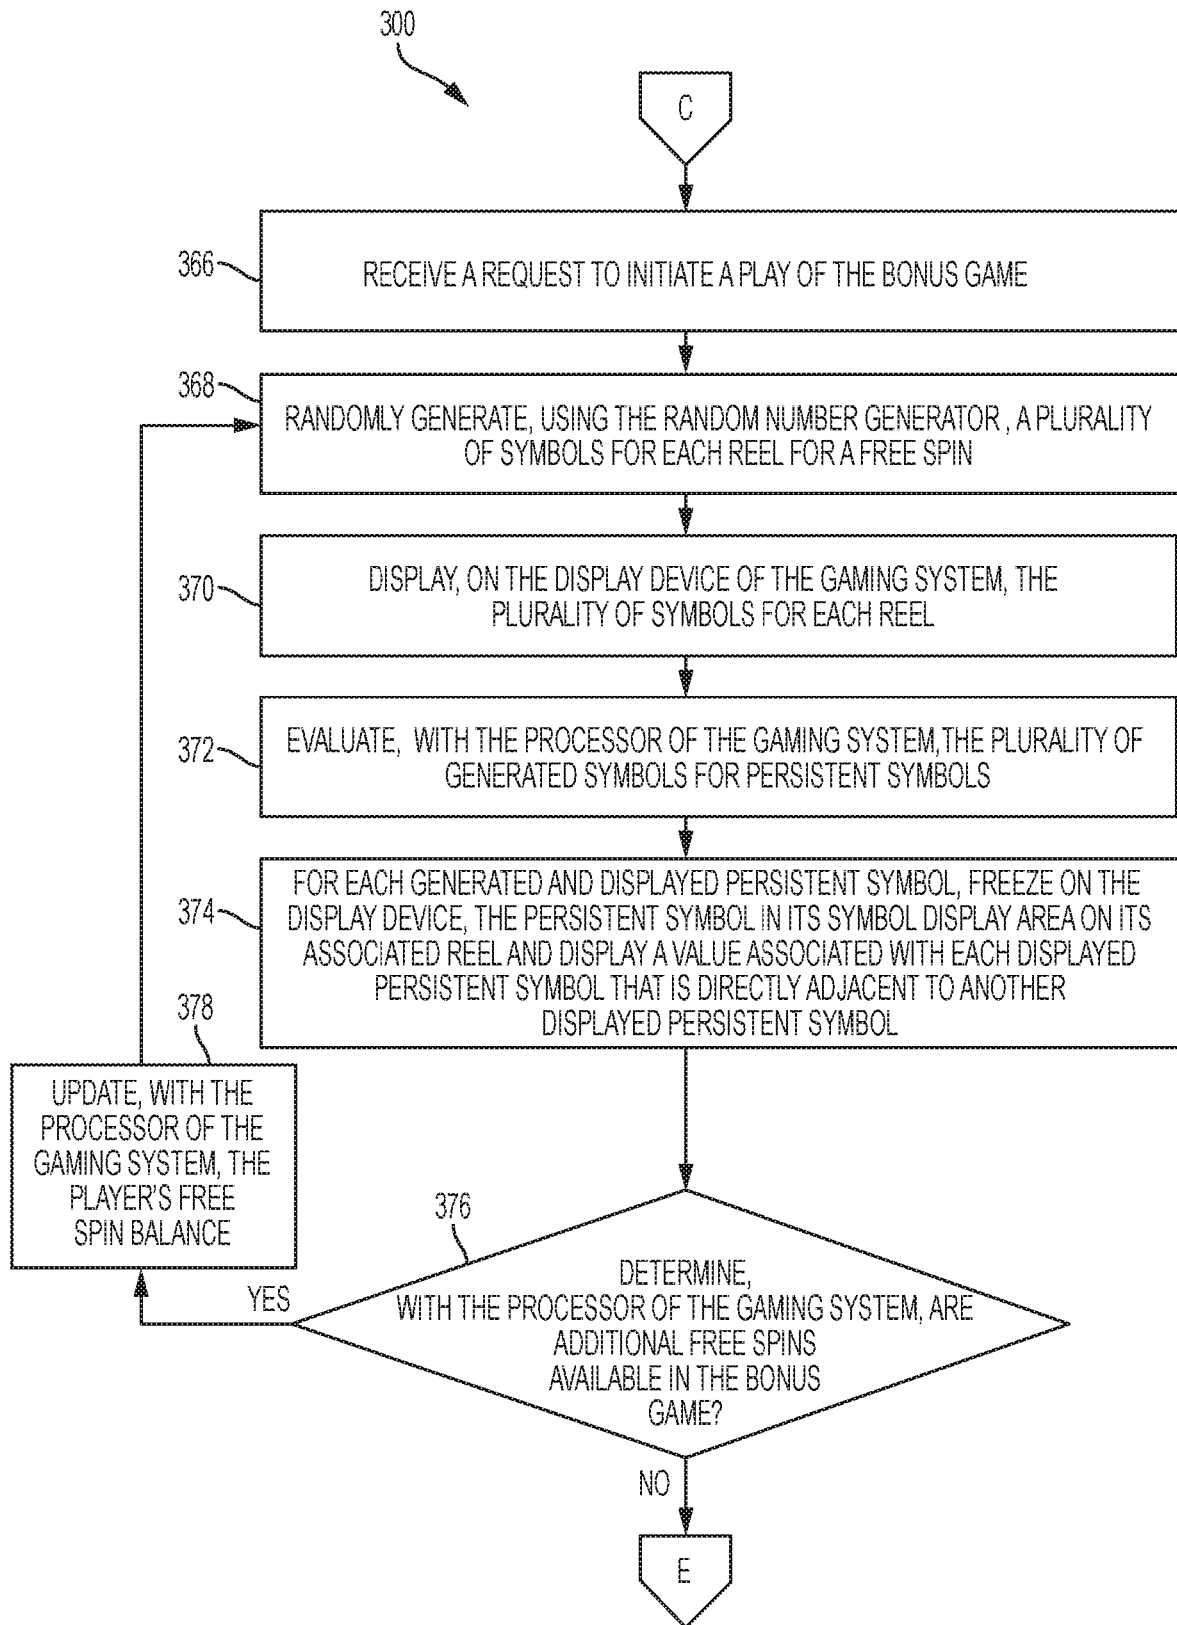 300
C
366
RECEIVE A REQUEST TO INITIATE A PLAY OF THE BONUS GAME
368
RANDOMLY GENERATE, USING THE RANDOM NUMBER GENERATOR , A PLURALITY
OF SYMBOLS FOR EACH REEL FOR A FREE SPIN
370
DISPLAY, ON THE DISPLAY DEVICE OF THE GAMING SYSTEM, THE
PLURALITY OF SYMBOLS FOR EACH REEL
372
EVALUATE, WITH THE PROCESSOR OF THE GAMING SYSTEM, THE PLURALITY OF
GENERATED SYMBOLS FOR PERSISTENT SYMBOLS
374
FOR EACH GENERATED AND DISPLAYED PERSISTENT SYMBOL, FREEZE ON THE
DISPLAY DEVICE, THE PERSISTENT SYMBOL IN ITS SYMBOL DISPLAY AREA ON ITS
ASSOCIATED REEL AND DISPLAY A VALUE ASSOCIATED WITH EACH DISPLAYED
PERSISTENT SYMBOL THAT IS DIRECTLY ADJACENT TO ANOTHER
DISPLAYED PERSISTENT SYMBOL
378
UPDATE, WITH THE
PROCESSOR OF THE
GAMING SYSTEM, THE
PLAYER'S FREE
SPIN BALANCE
376
DETERMINE,
WITH THE PROCESSOR OF THE GAMING SYSTEM, ARE
ADDITIONAL FREE SPINS
AVAILABLE IN THE BONUS
GAME?
YES
NO
E